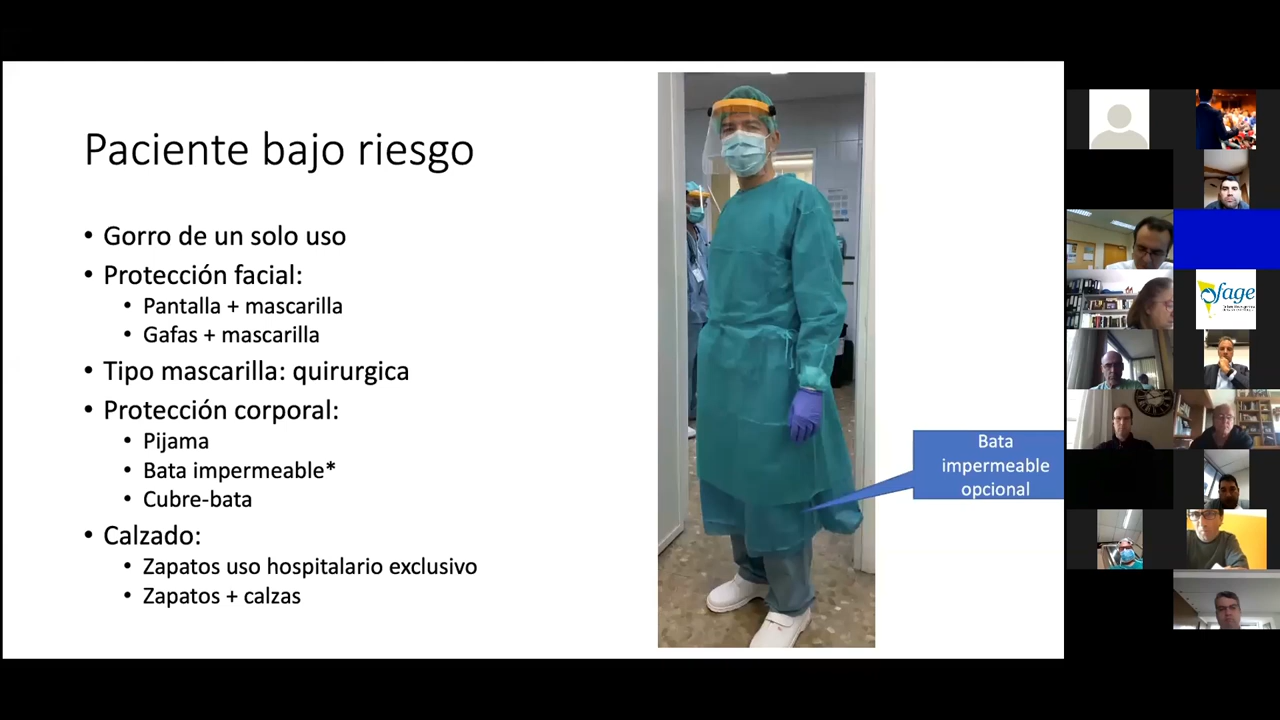 Paciente bajo riesgo
• Gorro de un solo uso
• Protección facial:
• Pantalla + mascarilla
• Gafas + mascarilla
• Tipo mascarilla: quirurgica
• Protección corporal:
• Pijama
• Bata impermeable*
• Cubre-bata
• Calzado:
• Zapatos uso hospitalario exclusivo
• Zapatos + calzas
Bata
impermeable
opcional
fage